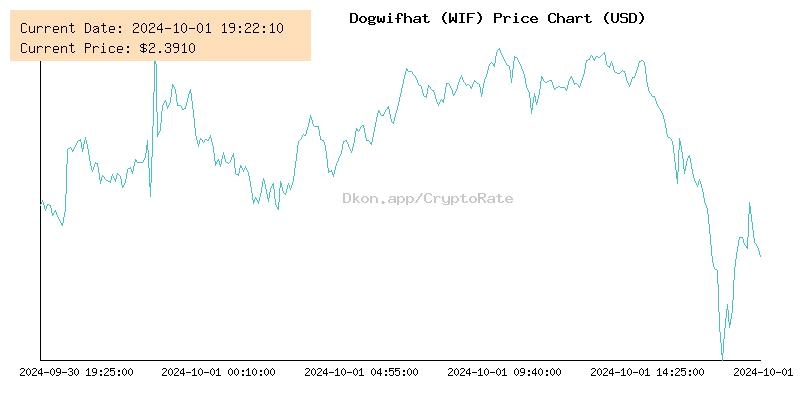 Dogwifhat (WIF) Price Chart (USD)
Current Date: 2024-10-01 19:22:10
Current Price: $2.3910
Dkon.app/CryptoRate
2024-09-30 19:25:00 2024-10-01 00:10:00 2024-10-01 04:55:00 2024-10-01 09:40:00 2024-10-01 14:25:00 2024-10-01